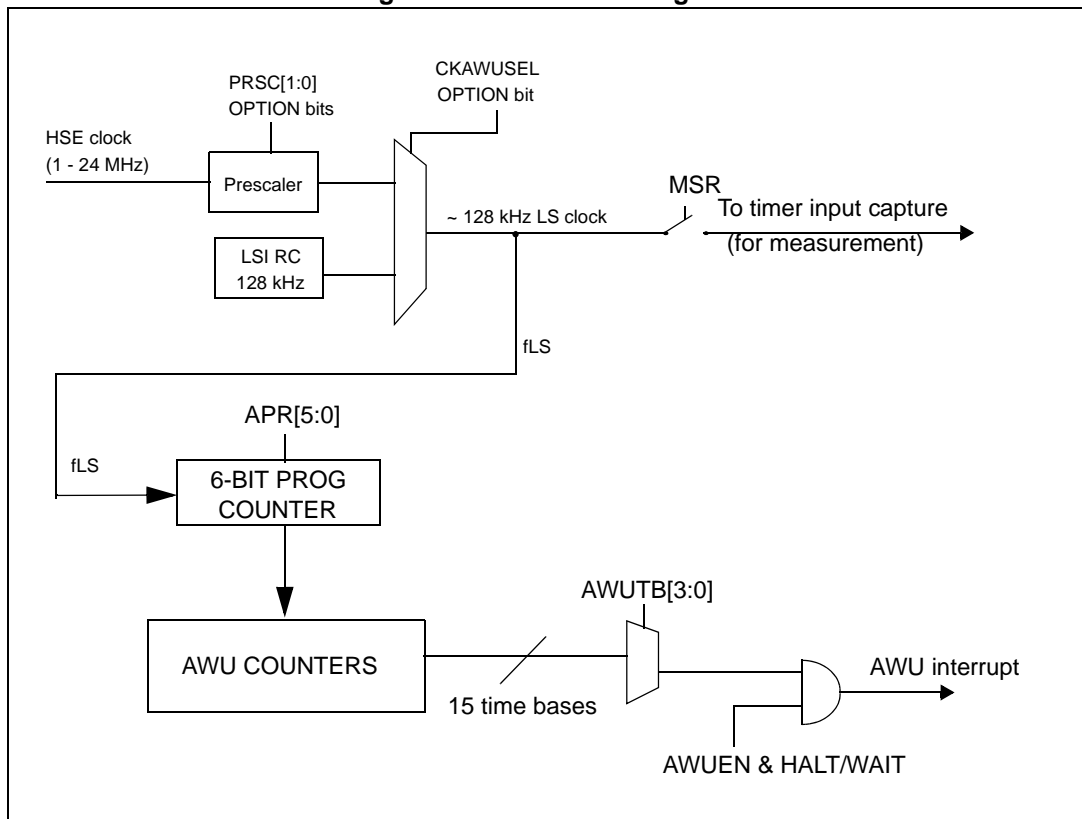 CKAWUSEL
OPTION bit
PRSC[1:0]
OPTION bits
HSE clock
(1 - 24 MHz)
Prescaler
MSR
To timer input capture
(for measurement)
~ 128 kHz LS clock
LSI RC
128 kHz
fLS
APR[5:0]
fLS
6-BIT PROG
COUNTER
AWUTB[3:0]
AWU COUNTERS
15 time bases
AWU interrupt
AWUEN & HALT/WAIT